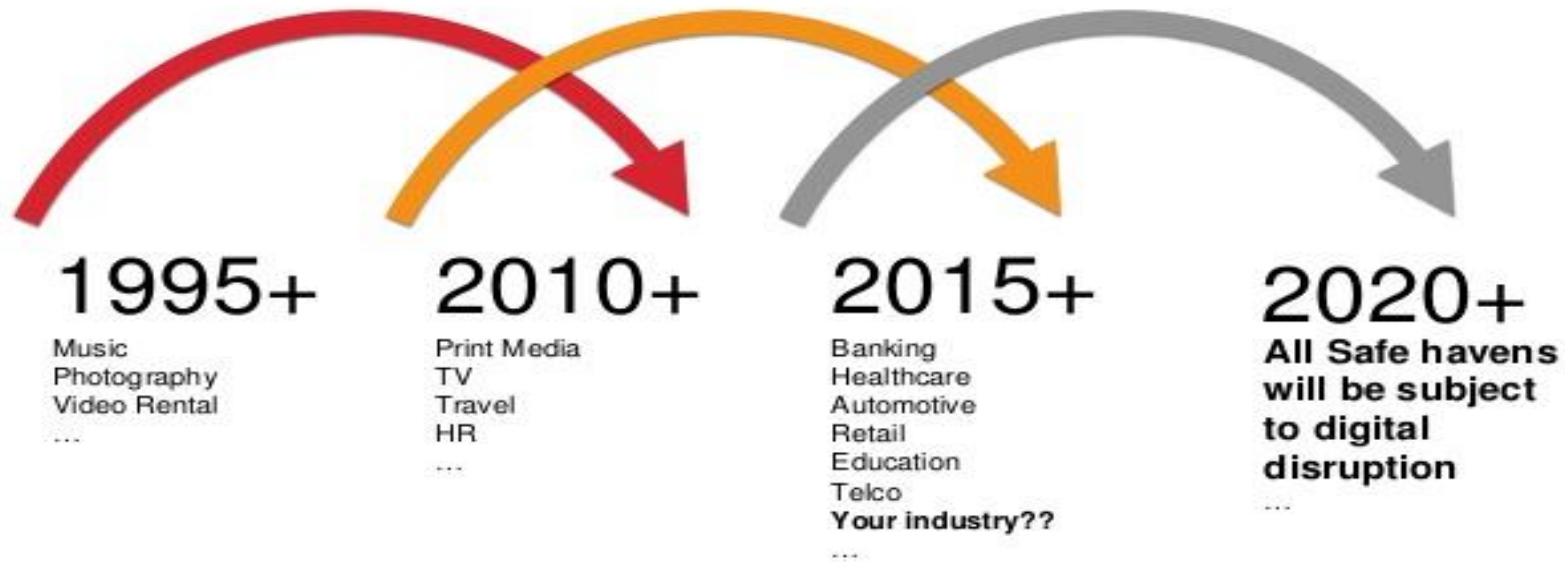 1995+
Music
Photography
Video Rental
...
2010+
Print Media
TV
Travel
HR
...
2015+
Banking
Healthcare
Automotive
Retail
Education
Telco
Your industry??
...
2020+
All Safe havens
will be subject
to digital
disruption
...